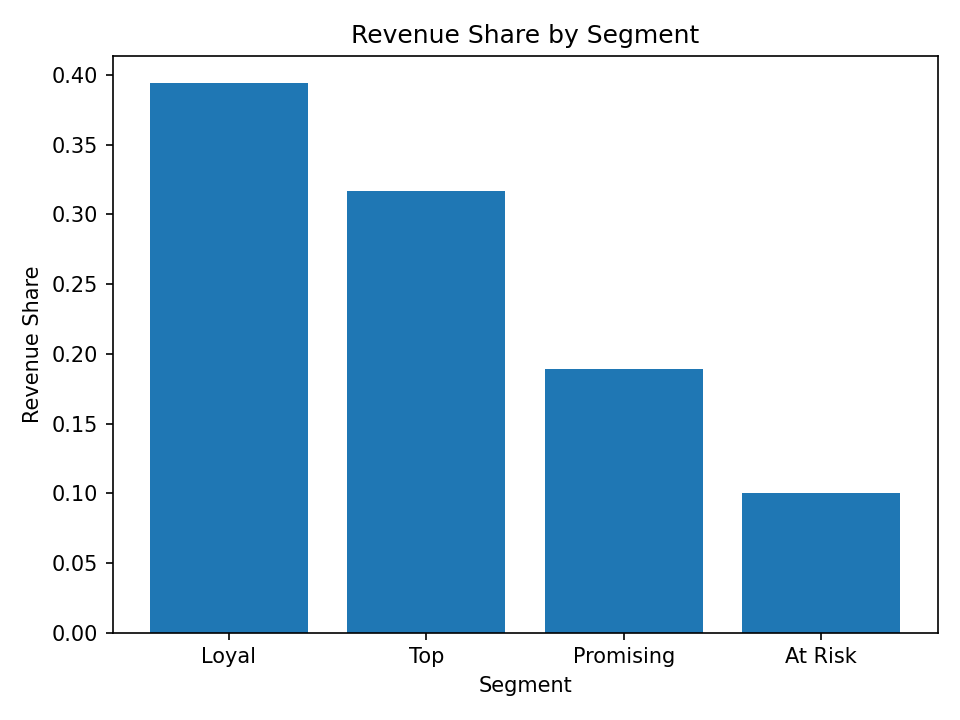 Revenue Share by Segment
Revenue Share
0.40
0.35
0.30
0.25
0.20
0.15
0.10
0.05
0.00
Loyal Top Promising At Risk
Segment